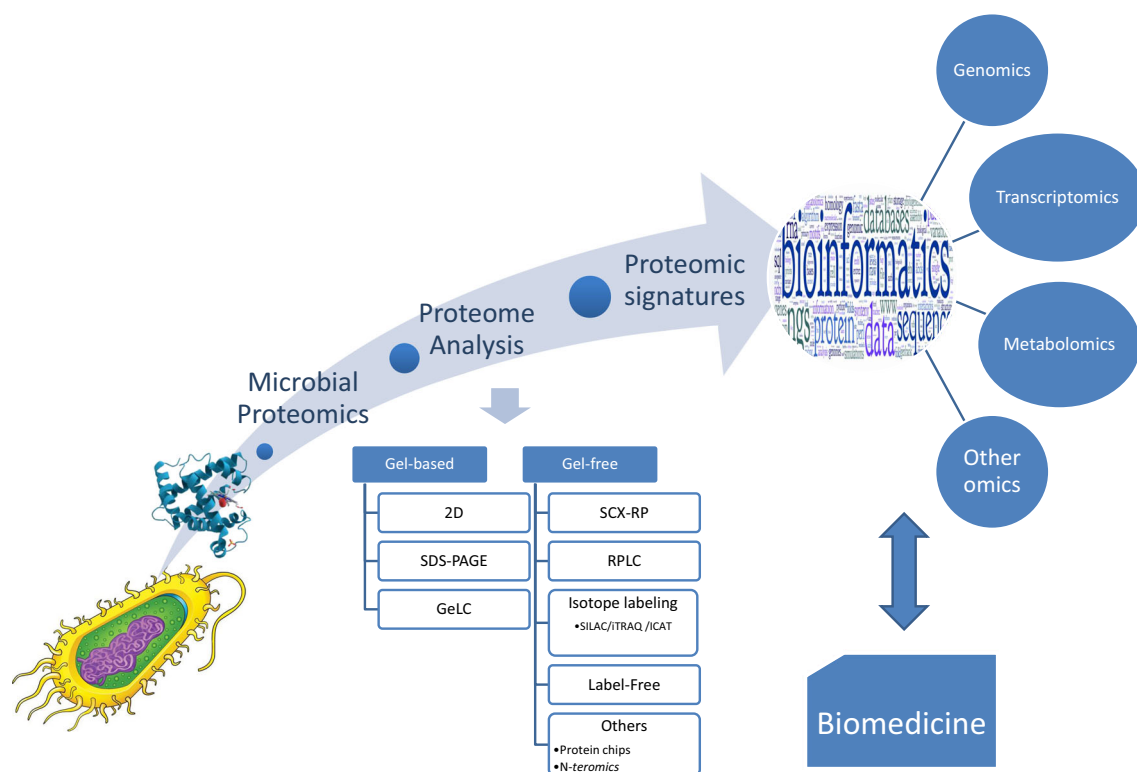 Genomics
Transcriptomics
bioinformatics
databases
rna
ngs
protein
data
www
sequence
Metabolomics
Other
omics
Proteomic
signatures
Proteome
Analysis
Microbial
Proteomics
Gel-based
2D
SDS-PAGE
GeLC
Gel-free
SCX-RP
RPLC
Isotope labeling
•SILAC/iTRAQ /ICAT
Label-Free
Others
•Protein chips
•N-teromics
Biomedicine